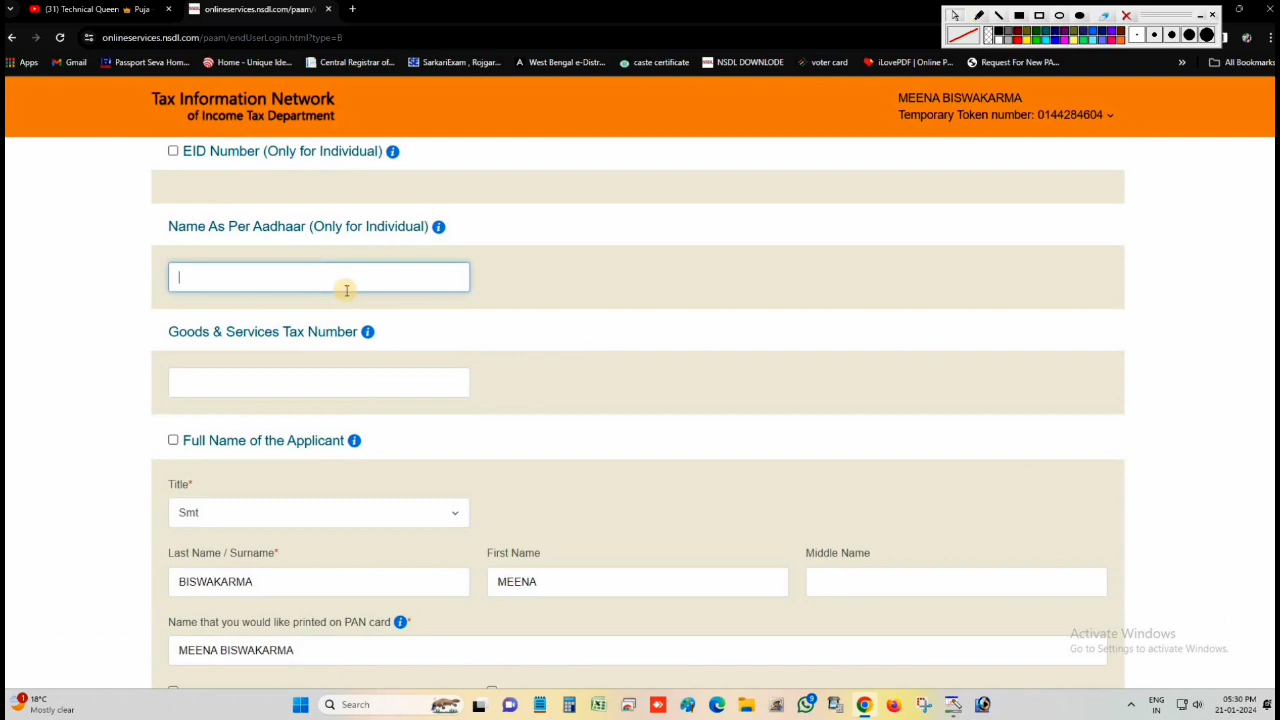 (31) Technical Queen Puja
onlineservices.nsdl.com/paam/
onlineservices.nsdl.com/paam/endUserLogin.html?type=
Apps
Gmail
Passport Seva Hom...
Home - Unique Ide...
Central Registrar of...
SarkariExam , Rojgar...
West Bengal e-Distr...
caste certificate
NSDL DOWNLODE
voter card
iLovePDF | Online P...
Request For New PA...
»
All Bookmarks
Tax Information Network
of Income Tax Department
MEENA BISWAKARMA
Temporary Token number: 0144284604
EID Number (Only for Individual)
Name As Per Aadhaar (Only for Individual)
Goods & Services Tax Number
Full Name of the Applicant
Title*
Smt
Last Name / Surname*
First Name
Middle Name
BISWAKARMA
MEENA
Name that you would like printed on PAN card *
MEENA BISWAKARMA
Activate Windows
Go to Settings to activate Windows.
1
18°C
Mostly clear
Search
9
ENG
IN
05:30 PM
21-01-2024